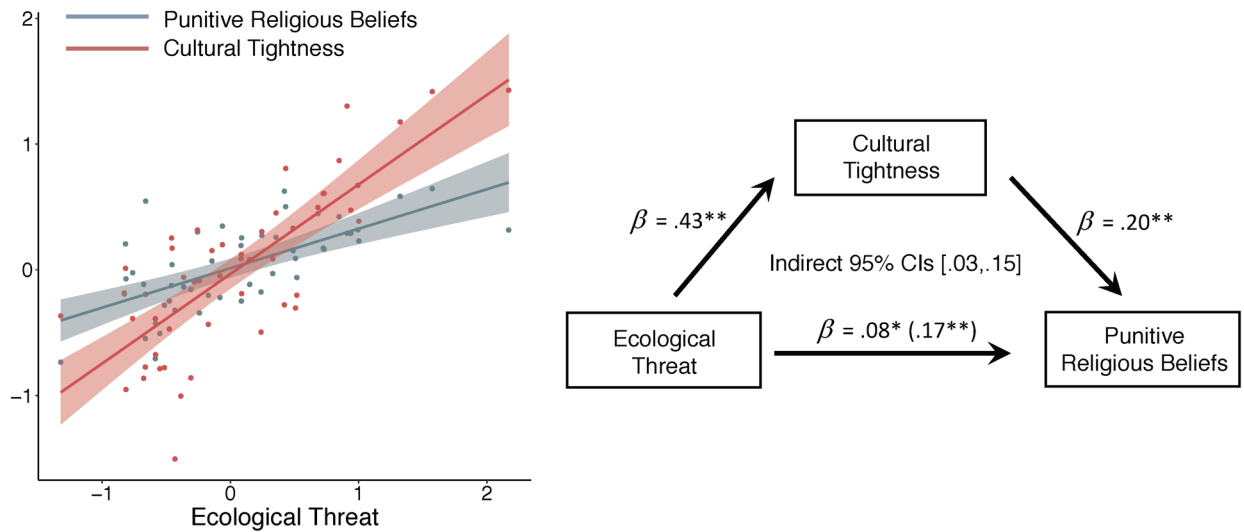 Punitive Religious Beliefs
Cultural Tightness
2
1
0
−1
−1
0
1
2
Ecological Threat
Cultural
Tightness
β = .43**
β = .20**
Indirect 95% CIs [.03,.15]
Ecological
Threat
β = .08* (.17**)
Punitive
Religious Beliefs